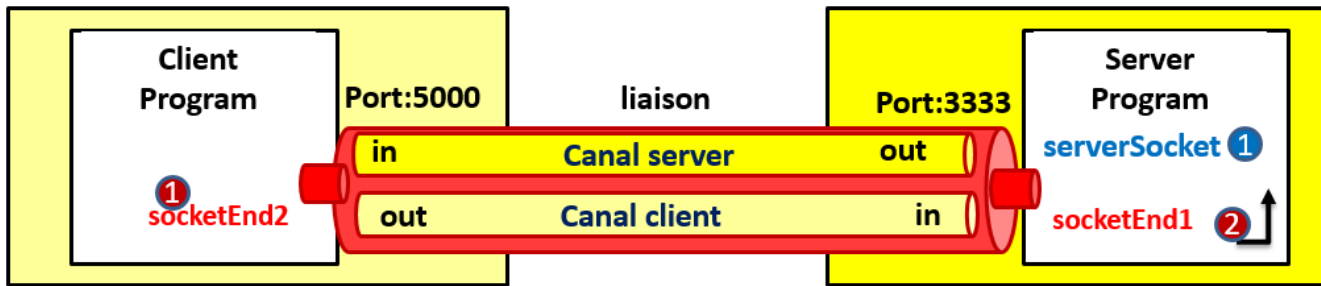 Client
Program
Port:5000
liaison
Port:3333
Server
Program
in
Canal server
out
serverSocket 1
1
socketEnd2
out
Canal client
in
socketEnd1 2